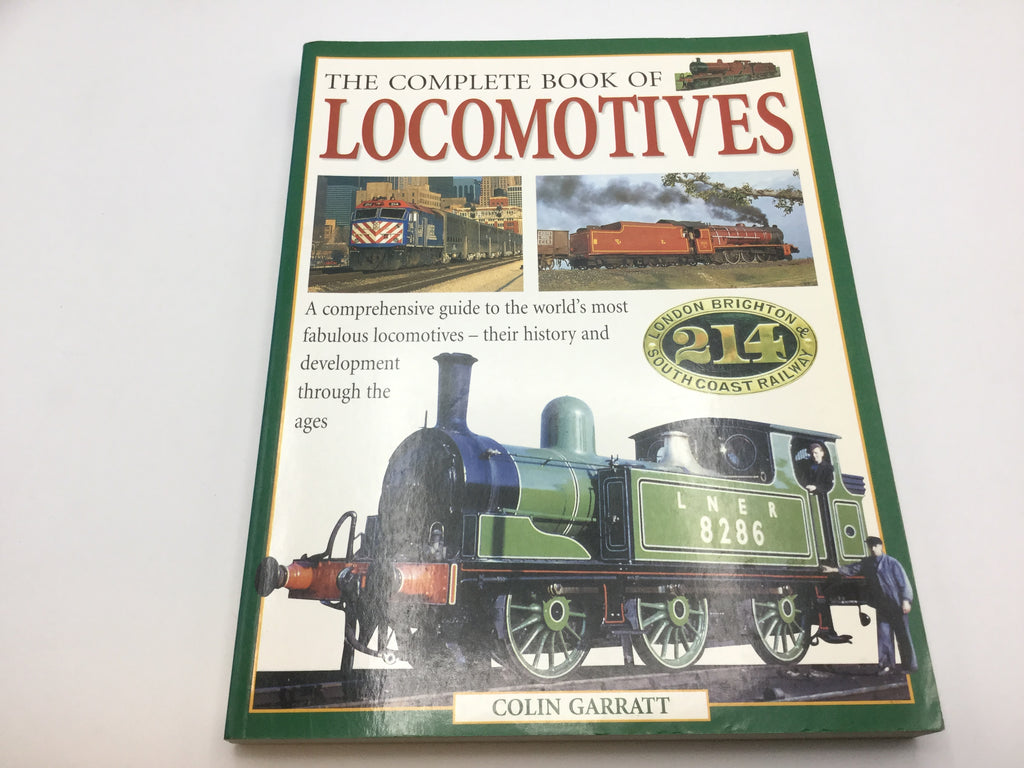 THE COMPLETE BOOK OF
LOCOMOTIVES
A comprehensive guide to the world's most
fabulous locomotives – their history and
development
through the
ages
LONDON BRIGHTON &
214
SOUTH COAST RAILWAY
L N E R
8286
COLIN GARRATT